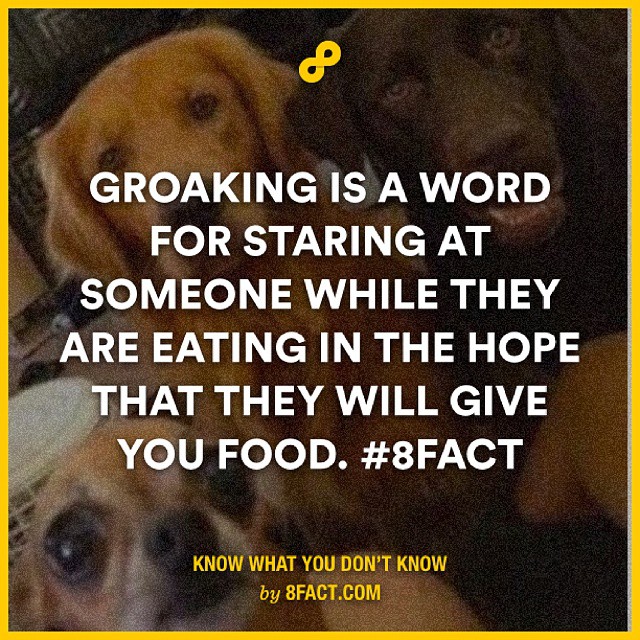 GROAKING IS A WORD
FOR STARING AT
SOMEONE WHILE THEY
ARE EATING IN THE HOPE
THAT THEY WILL GIVE
YOU FOOD. #8FACT
KNOW WHAT YOU DON'T KNOW
by 8FACT.COM